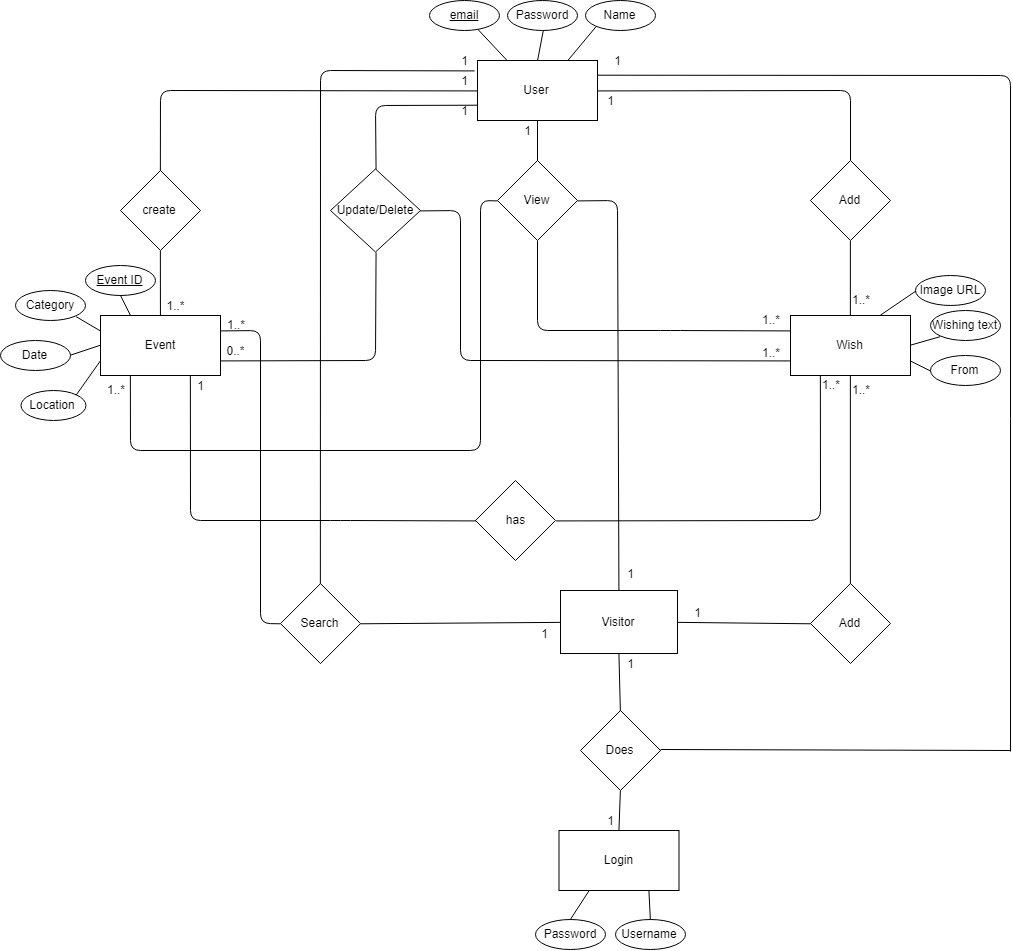 email
Password
Name
1
1
1
User
1
1
1
1
create
Update/Delete
View
Add
Event ID
Category
Date
Location
1..*
Event
1..*
0..*
1..*
1
1..*
1..*
1..*
Wish
Image URL
Wishing text
From
1..*
1..*
has
1
Search
1
Visitor
1
Add
1
Does
1
Login
Password
Username